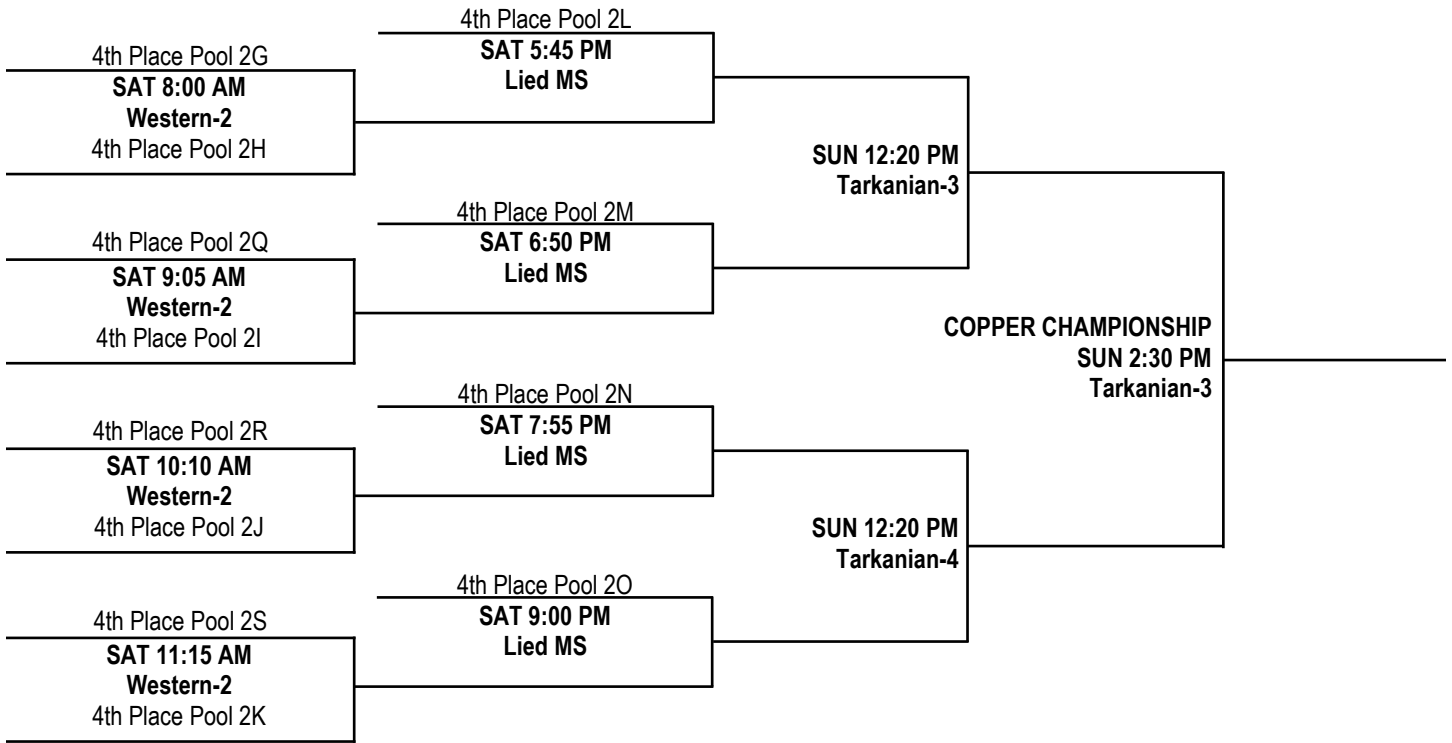 4th Place Pool 2G
SAT 8:00 AM
Western-2
4th Place Pool 2H
4th Place Pool 2Q
SAT 9:05 AM
Western-2
4th Place Pool 2I
4th Place Pool 2R
SAT 10:10 AM
Western-2
4th Place Pool 2J
4th Place Pool 2S
SAT 11:15 AM
Western-2
4th Place Pool 2K
4th Place Pool 2L
SAT 5:45 PM
Lied MS
4th Place Pool 2M
SAT 6:50 PM
Lied MS
4th Place Pool 2N
SAT 7:55 PM
Lied MS
4th Place Pool 2O
SAT 9:00 PM
Lied MS
SUN 12:20 PM
Tarkanian-3
SUN 12:20 PM
Tarkanian-4
COPPER CHAMPIONSHIP
SUN 2:30 PM
Tarkanian-3